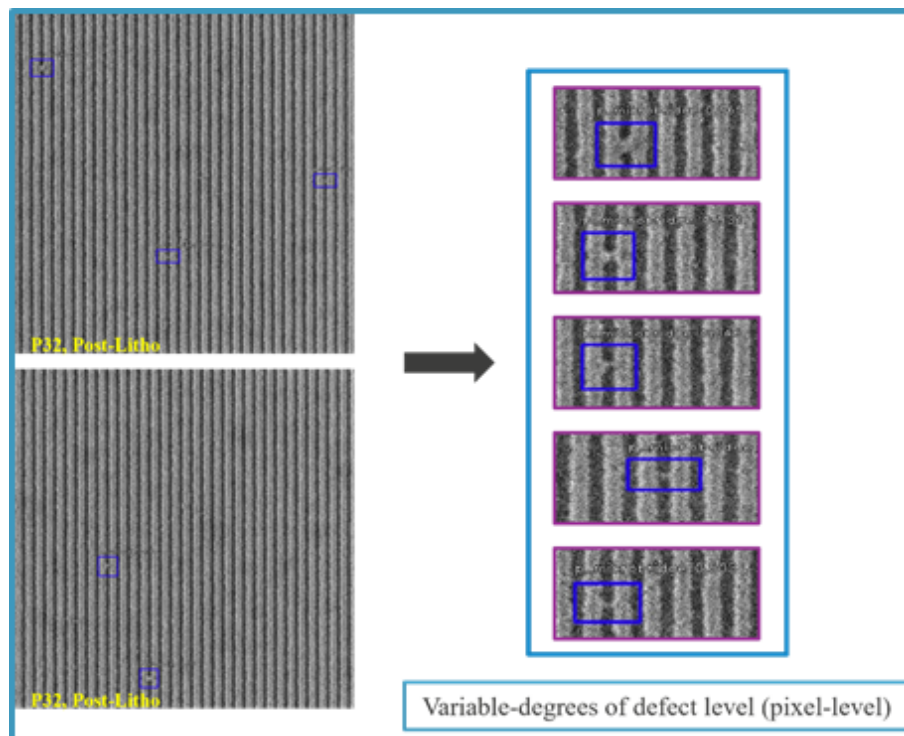 P32, Post-Litho
P32, Post-Litho
Variable-degrees of defect level (pixel-level)